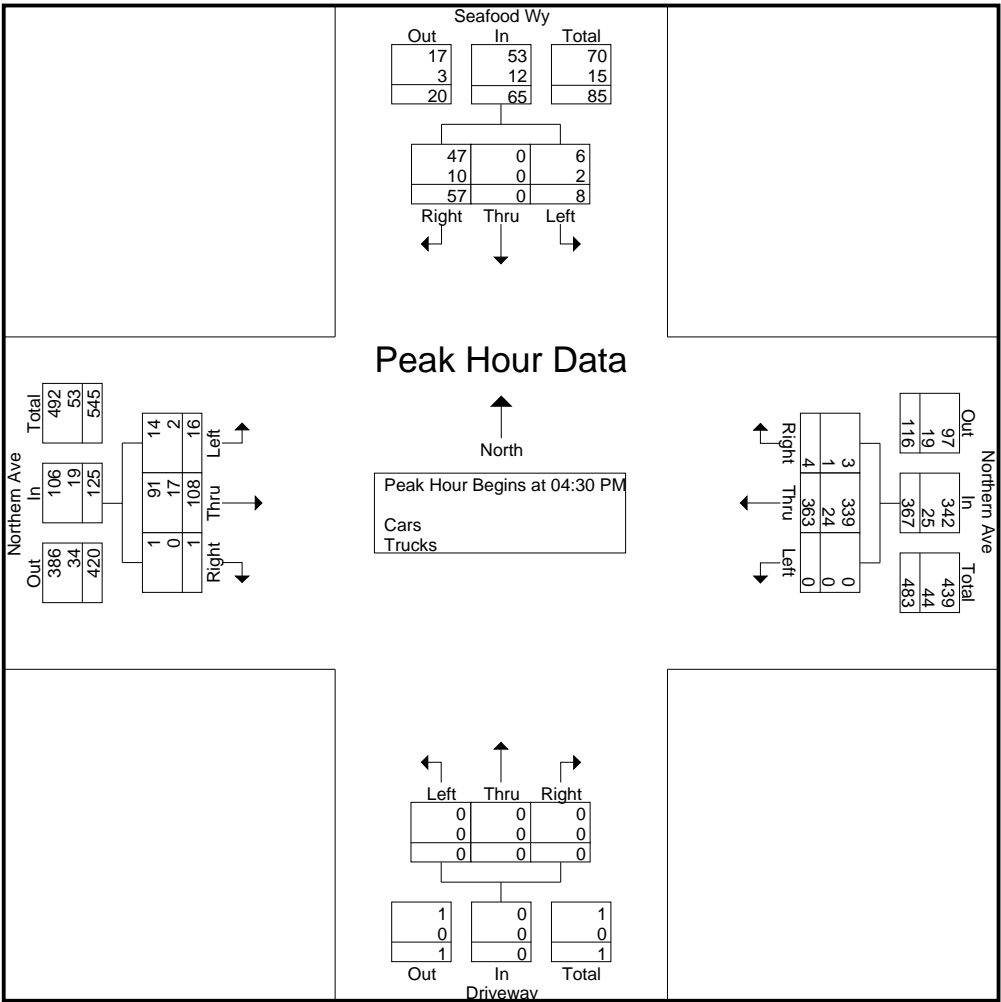 Seafood Wy
Out In Total
17 53 70
3 12 15
20 65 85
47 0 6
10 0 2
57 0 8
Right Thru Left
Peak Hour Data
North
Peak Hour Begins at 04:30 PM
Cars
Trucks
Northern Ave
Total In Out
492 106 386
53 19 34
545 125 420
Left Thru Right
14 91 1
2 17 0
16 108 1
Northern Ave
Out In Total
97 342 439
19 25 44
116 367 483
Right Thru Left
3 339 0
1 24 0
4 363 0
Left Thru Right
0 0 0
0 0 0
0 0 0
1 0 1
0 0 0
1 0 1
Out In Total
Driveway